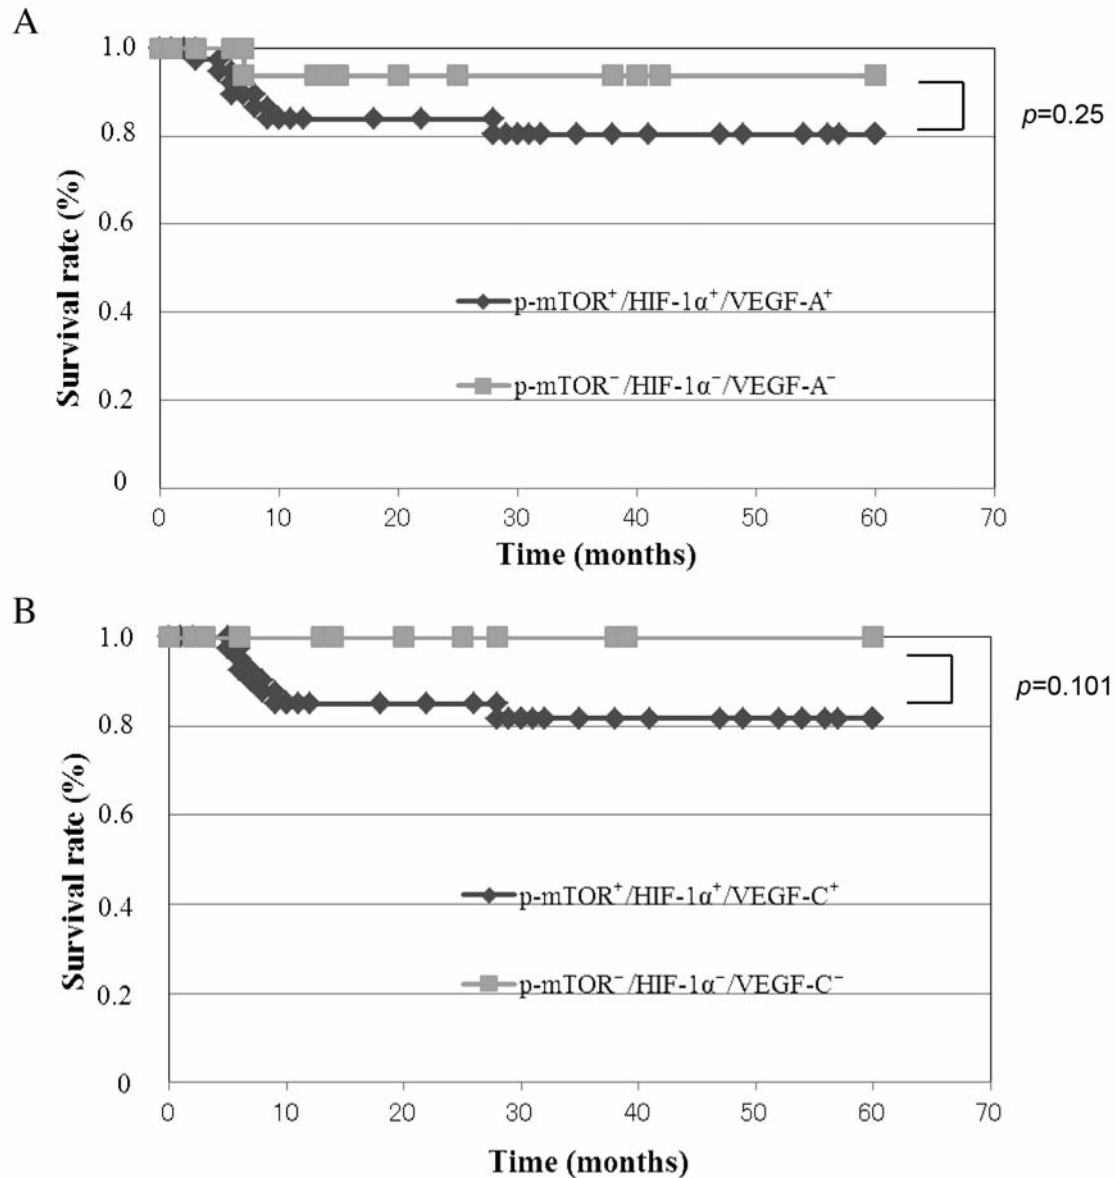 A
1.0
0.8
0.6
0.4
0.2
0
Survival rate (%)
p=0.25
p-mTOR⁺/HIF-1α⁺/VEGF-A⁺
p-mTOR⁻/HIF-1α⁻/VEGF-A⁻
0 10 20 30 40 50 60 70
Time (months)
B
1.0
0.8
0.6
0.4
0.2
0
Survival rate (%)
p=0.101
p-mTOR⁺/HIF-1α⁺/VEGF-C⁺
p-mTOR⁻/HIF-1α⁻/VEGF-C⁻
0 10 20 30 40 50 60 70
Time (months)